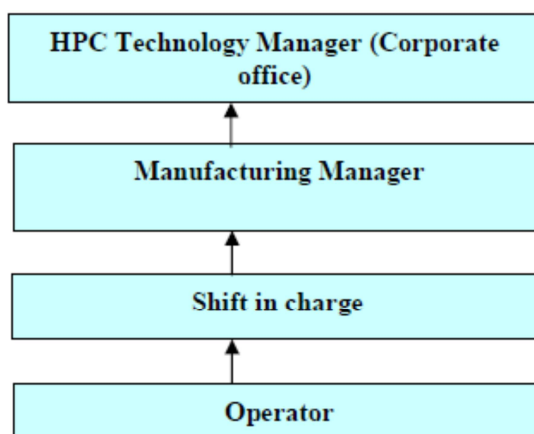 HPC Technology Manager (Corporate
office)
Manufacturing Manager
Shift in charge
Operator